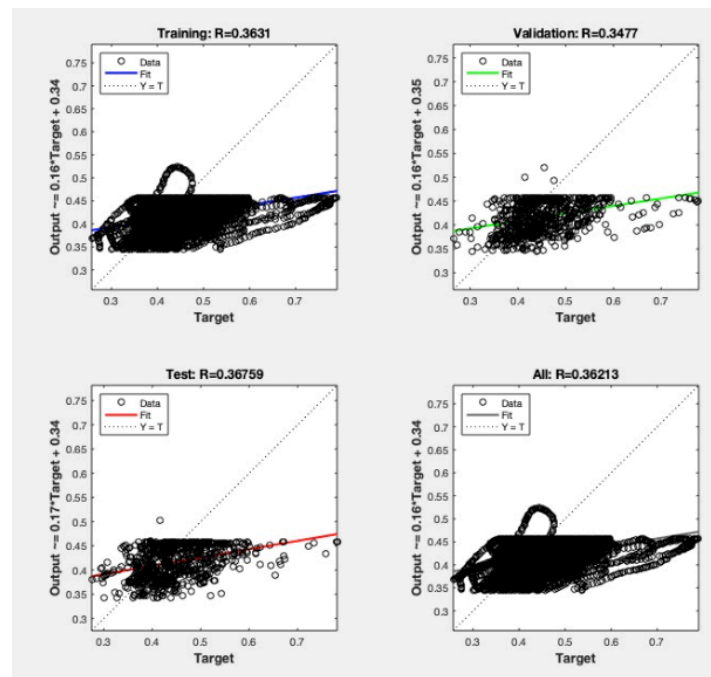 Training: R=0.3631
Output ~= 0.16*Target + 0.34
0.75
0.7
0.65
0.6
0.55
0.5
0.45
0.4
0.35
0.3
Data
Fit
Y = T
0.3 0.4 0.5 0.6 0.7
Target
Validation: R=0.3477
Output ~= 0.16*Target + 0.35
0.75
0.7
0.65
0.6
0.55
0.5
0.45
0.4
0.35
0.3
Data
Fit
Y = T
0.3 0.4 0.5 0.6 0.7
Target
Test: R=0.36759
Output ~= 0.17*Target + 0.34
0.75
0.7
0.65
0.6
0.55
0.5
0.45
0.4
0.35
0.3
Data
Fit
Y = T
0.3 0.4 0.5 0.6 0.7
Target
All: R=0.36213
Output ~= 0.16*Target + 0.34
0.75
0.7
0.65
0.6
0.55
0.5
0.45
0.4
0.35
0.3
Data
Fit
Y = T
0.3 0.4 0.5 0.6 0.7
Target